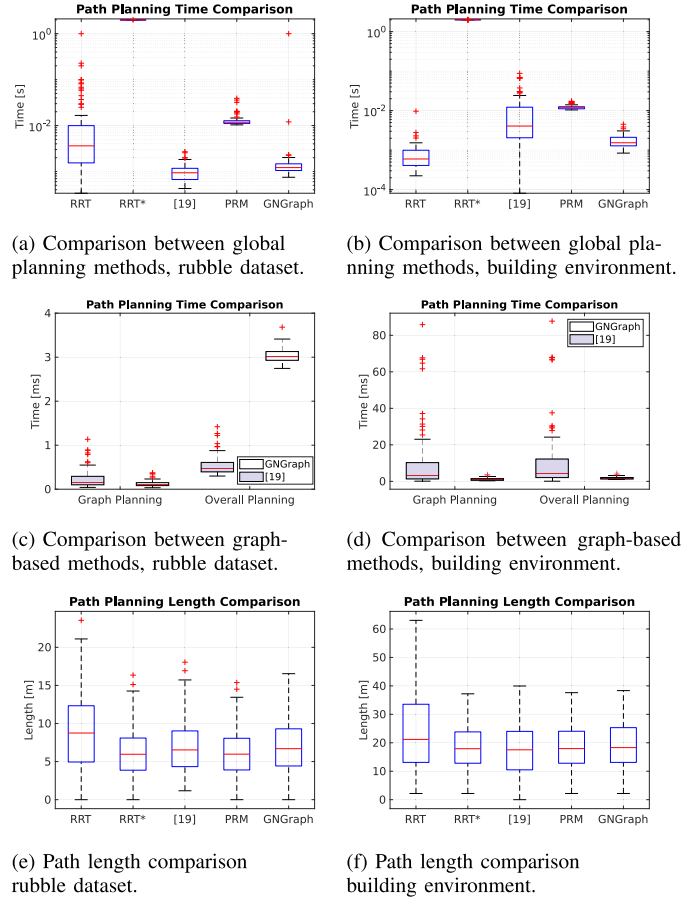 Path Planning Time Comparison
Time [s]
10^0
10^-2
RRT RRT* [19] PRM GNGraph
Path Planning Time Comparison
Time [s]
10^0
10^-2
10^-4
RRT RRT* [19] PRM GNGraph
(a) Comparison between global
planning methods, rubble dataset.
(b) Comparison between global pla-
nning methods, building environment.
Path Planning Time Comparison
Time [ms]
4
3
2
1
0
GNGraph
[19]
Graph Planning Overall Planning
Path Planning Time Comparison
Time [ms]
80
60
40
20
0
GNGraph
[19]
Graph Planning Overall Planning
(c) Comparison between graph-
based methods, rubble dataset.
(d) Comparison between graph-based
methods, building environment.
Path Planning Length Comparison
Length [m]
20
15
10
5
0
RRT RRT* [19] PRM GNGraph
Path Planning Length Comparison
Length [m]
60
50
40
30
20
10
0
RRT RRT* [19] PRM GNGraph
(e) Path length comparison
rubble dataset.
(f) Path length comparison
building environment.